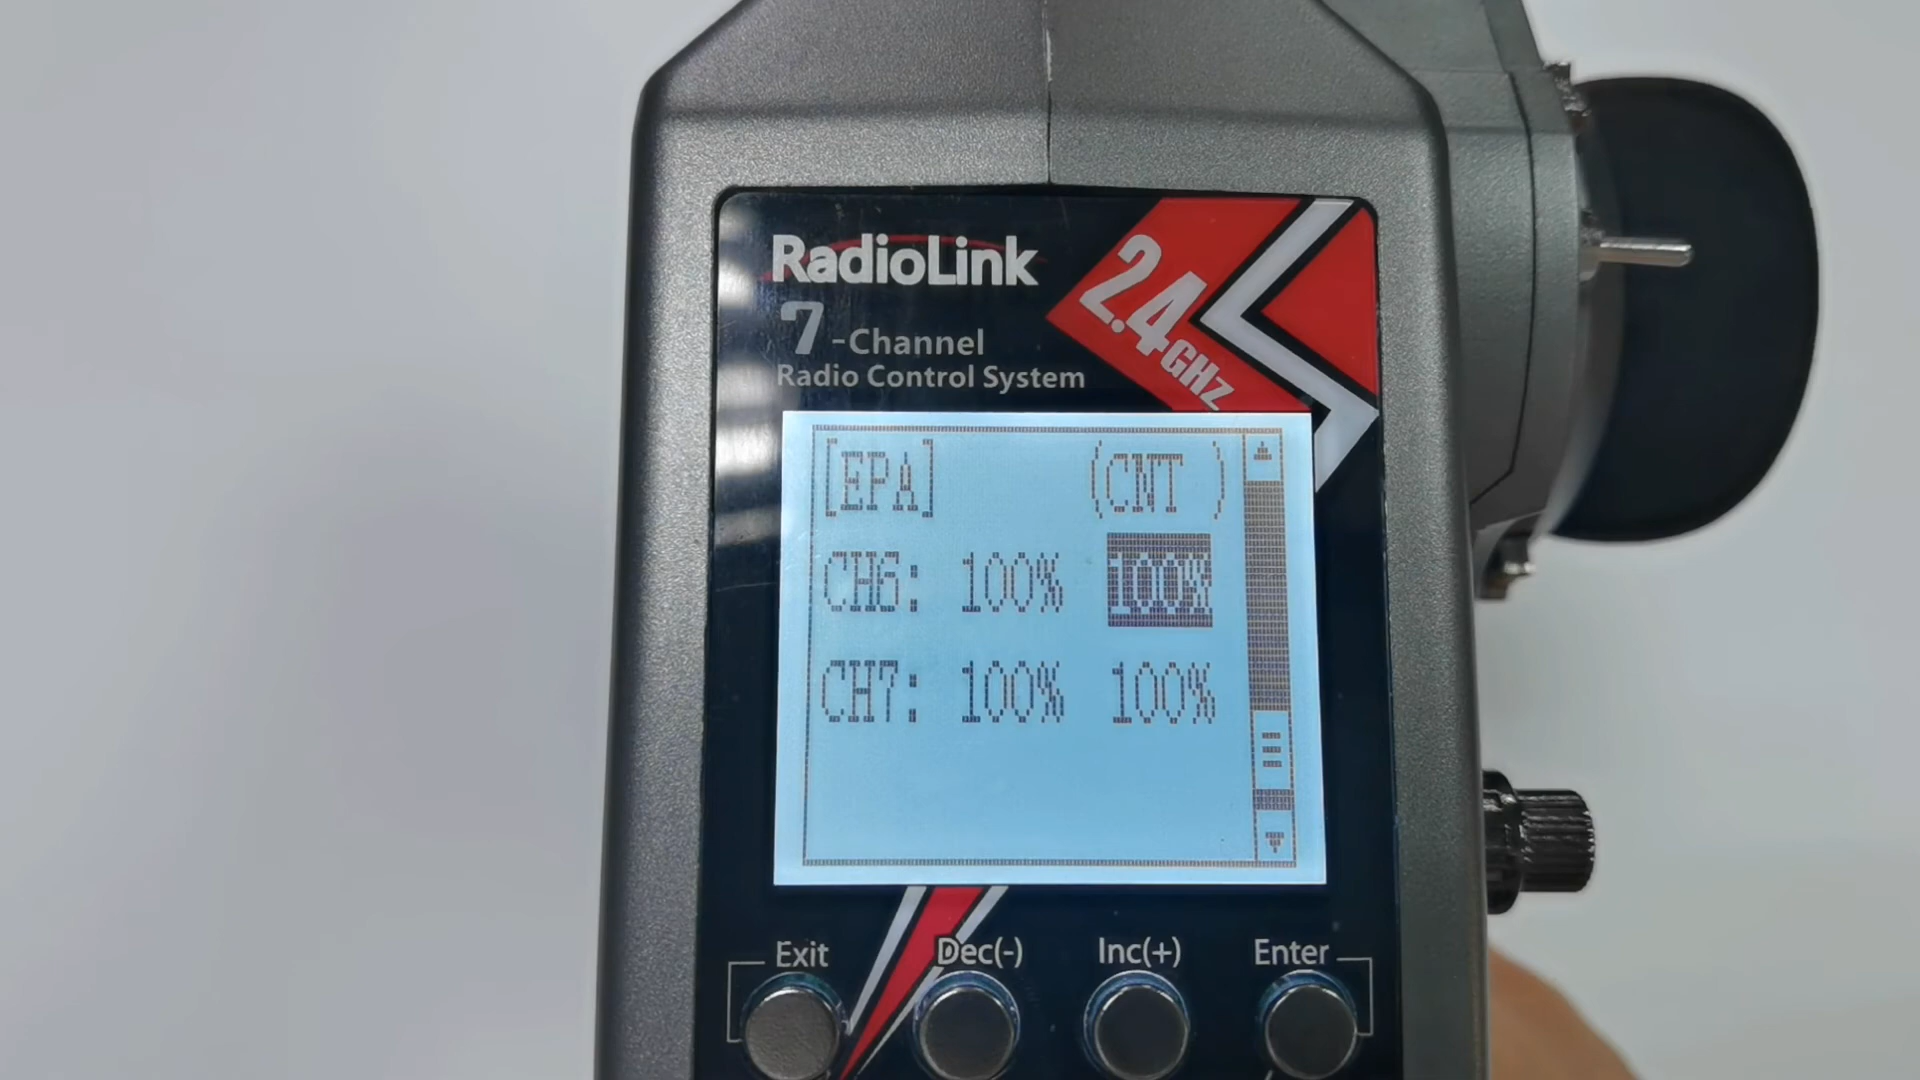 RadioLink
7-Channel
Radio Control System
2.4GHz
[EPA] (CNT )
CH6: 100% 100%
CH7: 100% 100%
Exit Dec(-) Inc(+) Enter